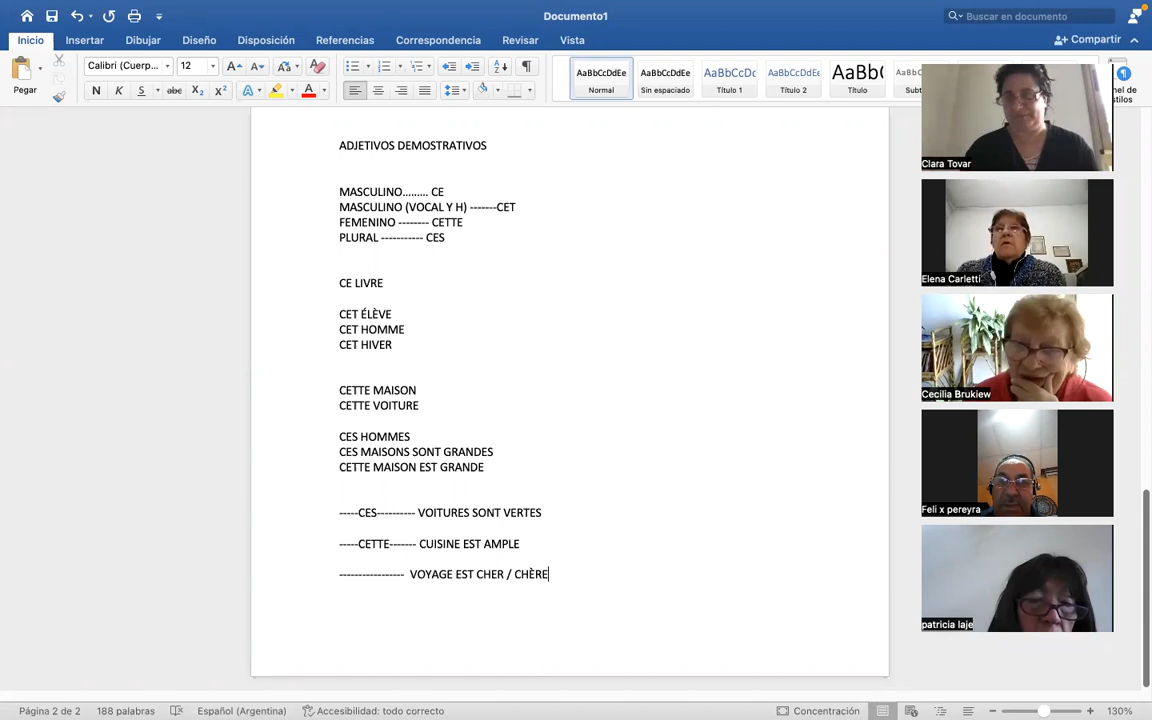 Documento1
Buscar en documento
Inicio Insertar Dibujar Diseño Disposición Referencias Correspondencia Revisar Vista Compartir
Pegar
Calibri (Cuerp... 12
N K S abc X₂ X²
AaBbCcDdEe AaBbCcDdEe AaBbCcDc AaBbCcDdEe AaBb( AaBbC
Normal Sin espaciado Título 1 Título 2 Título
ADJETIVOS DEMOSTRATIVOS
MASCULINO......... CE
MASCULINO (VOCAL Y H) -------CET
FEMENINO -------- CETTE
PLURAL ----------- CES
CE LIVRE
CET ÉLÈVE
CET HOMME
CET HIVER
CETTE MAISON
CETTE VOITURE
CES HOMMES
CES MAISONS SONT GRANDES
CETTE MAISON EST GRANDE
-----CES---------- VOITURES SONT VERTES
-----CETTE------- CUISINE EST AMPLE
----------------- VOYAGE EST CHER / CHÈRE
Clara Tovar
Elena Carletti
Cecilia Brukiew
Feli x pereyra
patricia laje
Página 2 de 2 188 palabras Español (Argentina) Accesibilidad: todo correcto Concentración 130%